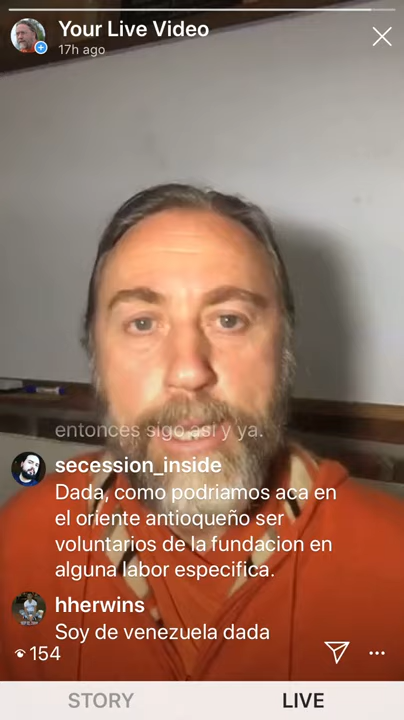 Your Live Video
17h ago
entonces sigo así y ya.
secession_inside
Dada, como podriamos aca en
el oriente antioqueño ser
voluntarios de la fundacion en
alguna labor especifica.
hherwins
Soy de venezuela dada
154
STORY
LIVE